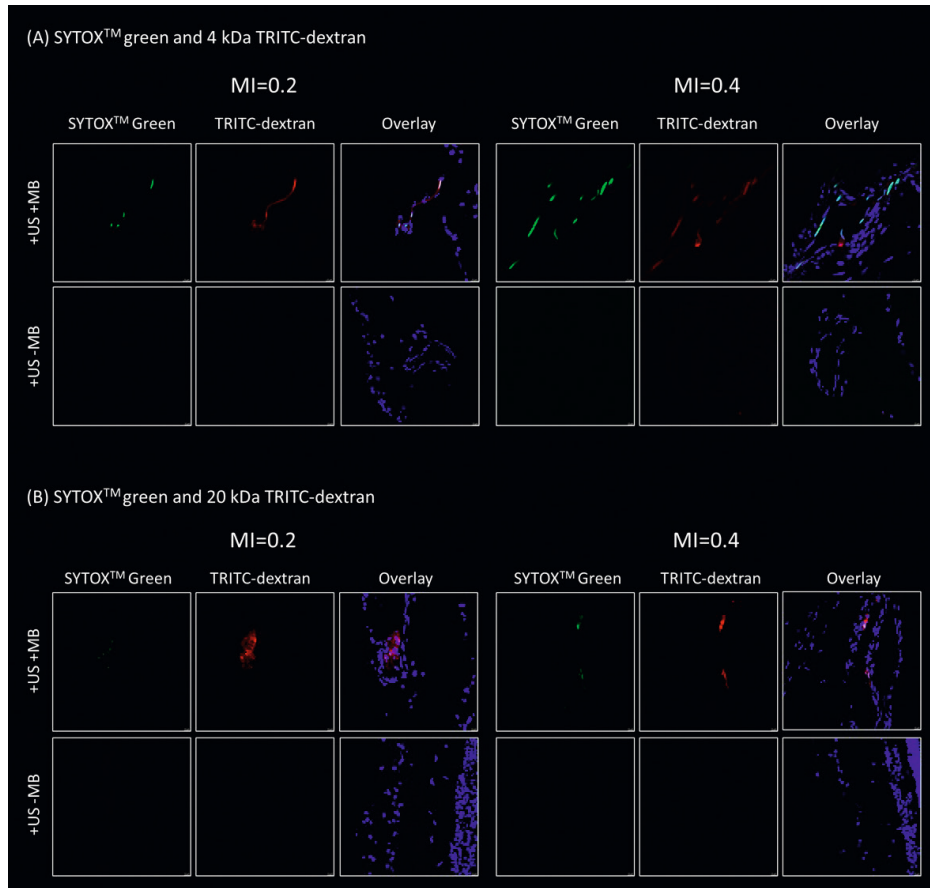 (A) SYTOX™ green and 4 kDa TRITC-dextran
MI=0.2 MI=0.4
SYTOX™ Green TRITC-dextran Overlay SYTOX™ Green TRITC-dextran Overlay
+US +MB
+US -MB
(B) SYTOX™ green and 20 kDa TRITC-dextran
MI=0.2 MI=0.4
SYTOX™ Green TRITC-dextran Overlay SYTOX™ Green TRITC-dextran Overlay
+US +MB
+US -MB